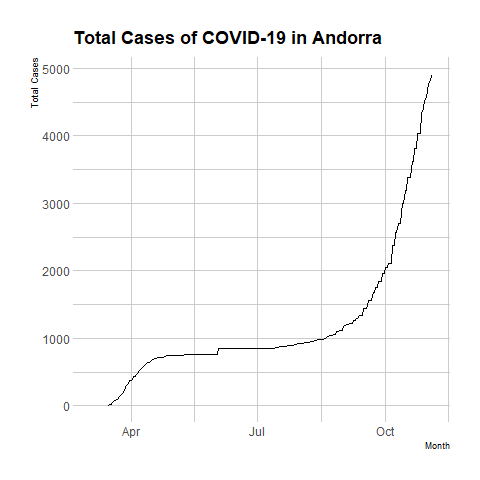 Total Cases of COVID-19 in Andorra
Total Cases
5000
4000
3000
2000
1000
0
Apr Jul Oct
Month